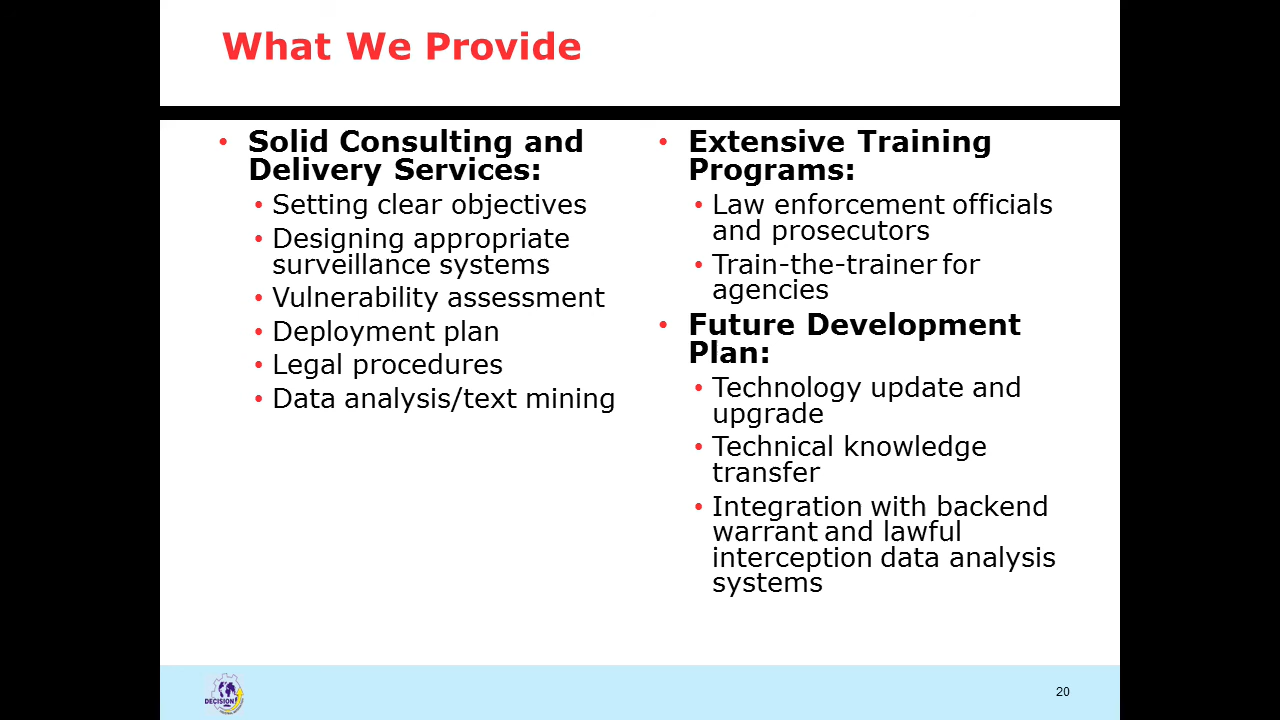 What We Provide
• Solid Consulting and
Delivery Services:
• Setting clear objectives
• Designing appropriate
surveillance systems
• Vulnerability assessment
• Deployment plan
• Legal procedures
• Data analysis/text mining
• Extensive Training
Programs:
• Law enforcement officials
and prosecutors
• Train-the-trainer for
agencies
• Future Development
Plan:
• Technology update and
upgrade
• Technical knowledge
transfer
• Integration with backend
warrant and lawful
interception data analysis
systems
DECISION
20